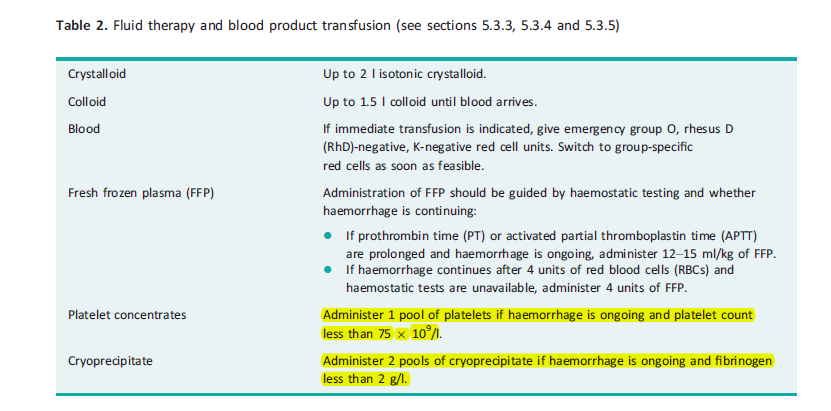 Table 2. Fluid therapy and blood product transfusion (see sections 5.3.3, 5.3.4 and 5.3.5)
Crystalloid Up to 2 l isotonic crystalloid.
Colloid Up to 1.5 l colloid until blood arrives.
Blood If immediate transfusion is indicated, give emergency group O, rhesus D
(RhD)-negative, K-negative red cell units. Switch to group-specific
red cells as soon as feasible.
Fresh frozen plasma (FFP) Administration of FFP should be guided by haemostatic testing and whether
haemorrhage is continuing:
● If prothrombin time (PT) or activated partial thromboplastin time (APTT)
are prolonged and haemorrhage is ongoing, administer 12–15 ml/kg of FFP.
● If haemorrhage continues after 4 units of red blood cells (RBCs) and
haemostatic tests are unavailable, administer 4 units of FFP.
Platelet concentrates Administer 1 pool of platelets if haemorrhage is ongoing and platelet count
less than 75 × 10⁹/l.
Cryoprecipitate Administer 2 pools of cryoprecipitate if haemorrhage is ongoing and fibrinogen
less than 2 g/l.